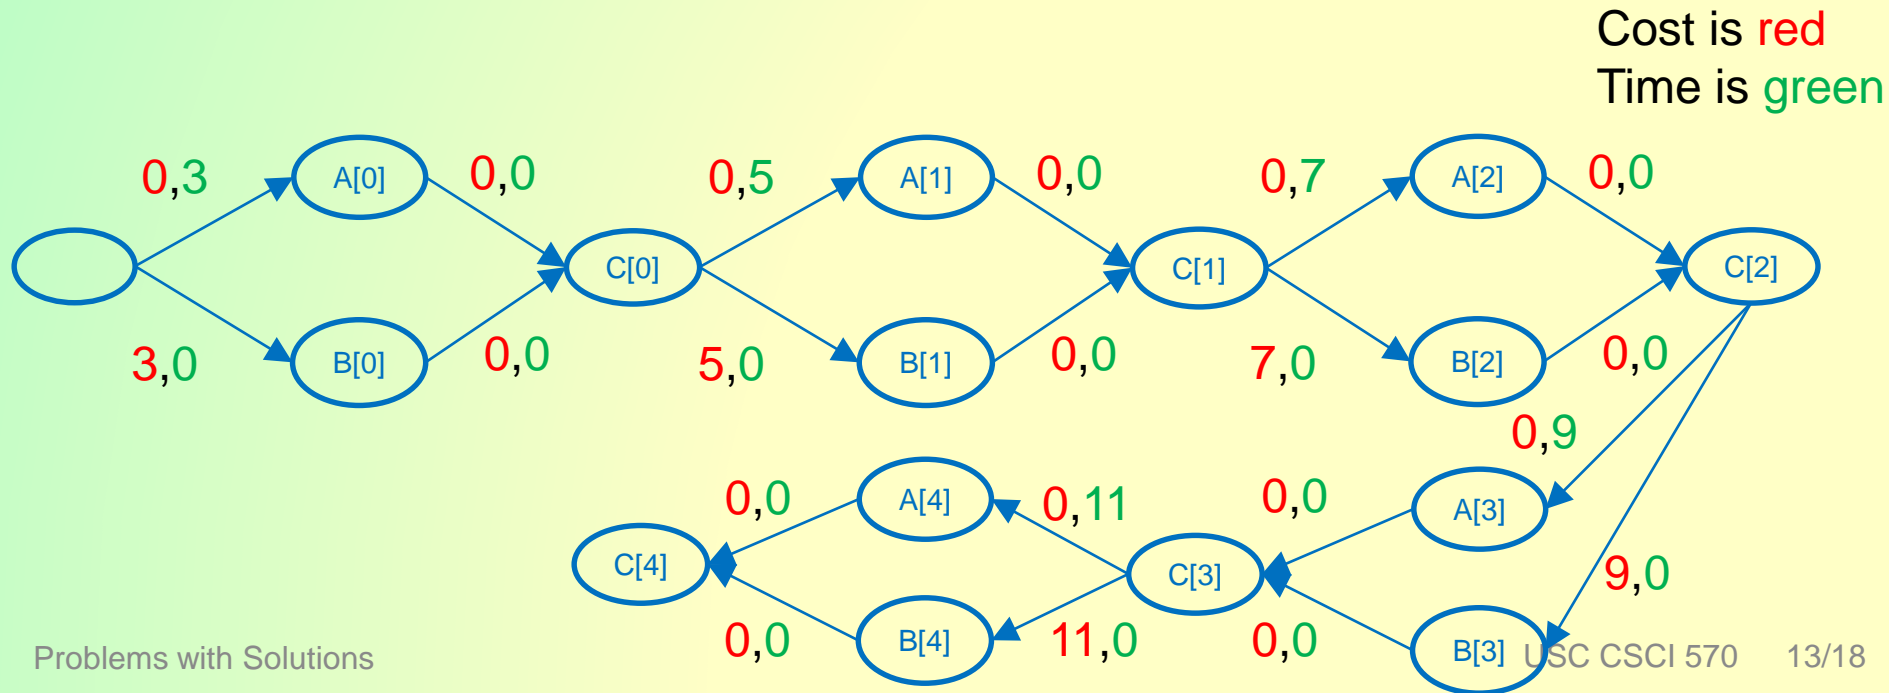 Cost is red
Time is green
0,3
A[0]
0,0
0,5
A[1]
0,0
0,7
A[2]
0,0
C[0]
C[1]
C[2]
3,0
B[0]
0,0
5,0
B[1]
0,0
7,0
B[2]
0,0
0,9
0,0
A[4]
0,11
0,0
A[3]
C[4]
C[3]
9,0
0,0
B[4]
11,0
0,0
B[3]
Problems with Solutions
USC CSCI 570
13/18